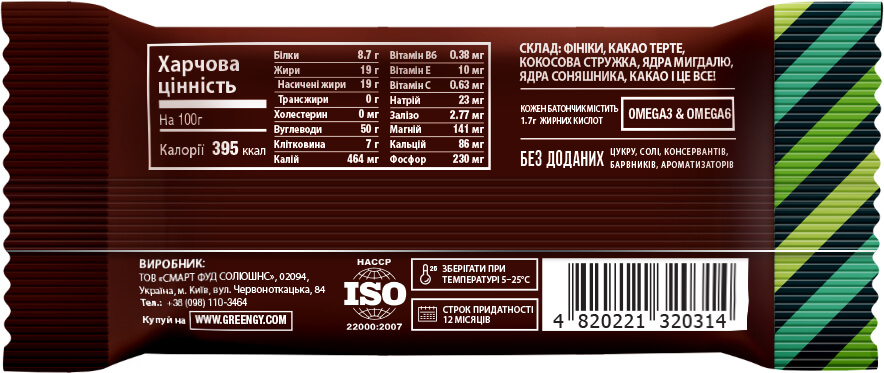 Харчова
цінність
На 100г
Калорії 395 ккал
Білки 8.7 г
Жири 19 г
Насичені жири 19 г
Трансжири 0 г
Холестерин 0 мг
Вуглеводи 50 г
Клітковина 7 г
Калій 464 мг
Вітамін B6 0.38 мг
Вітамін E 10 мг
Вітамін C 0.63 мг
Натрій 23 мг
Залізо 2.77 мг
Магній 141 мг
Кальцій 86 мг
Фосфор 230 мг
СКЛАД: ФІНІКИ, КАКАО ТЕРТЕ,
КОКОСОВА СТРУЖКА, ЯДРА МИГДАЛЮ,
ЯДРА СОНЯШНИКА, КАКАО І ЦЕ ВСЕ!
КОЖЕН БАТОНЧИК МІСТИТЬ
1.7г ЖИРНИХ КИСЛОТ
OMEGA3 & OMEGA6
БЕЗ ДОДАНИХ
ЦУКРУ, СОЛІ, КОНСЕРВАНТІВ,
БАРВНИКІВ, АРОМАТИЗАТОРІВ
ВИРОБНИК:
ТОВ «СМАРТ ФУД СОЛЮШНС», 02094,
Україна, м. Київ, вул. Червоноткацька, 84
Тел.: +38 (098) 110-3464
Купуй на WWW.GREENGY.COM
HACCP
ISO
22000:2007
25 ЗБЕРІГАТИ ПРИ
ТЕМПЕРАТУРІ 5–25°C
СТРОК ПРИДАТНОСТІ
12 МІСЯЦІВ
4 820221 320314